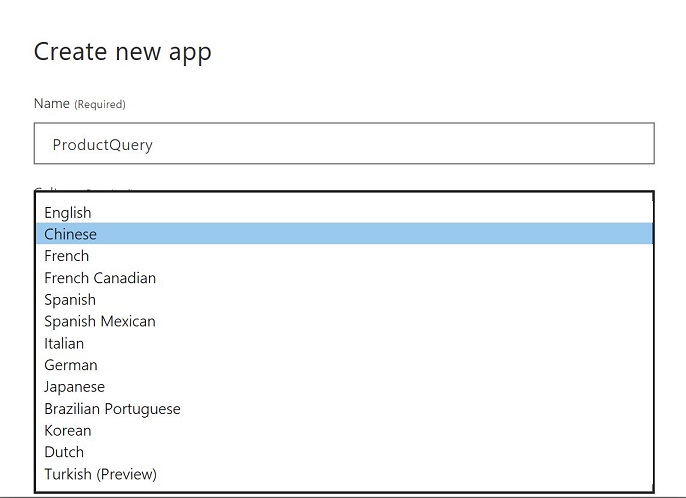 Create new app
Name (Required)
ProductQuery
English
Chinese
French
French Canadian
Spanish
Spanish Mexican
Italian
German
Japanese
Brazilian Portuguese
Korean
Dutch
Turkish (Preview)